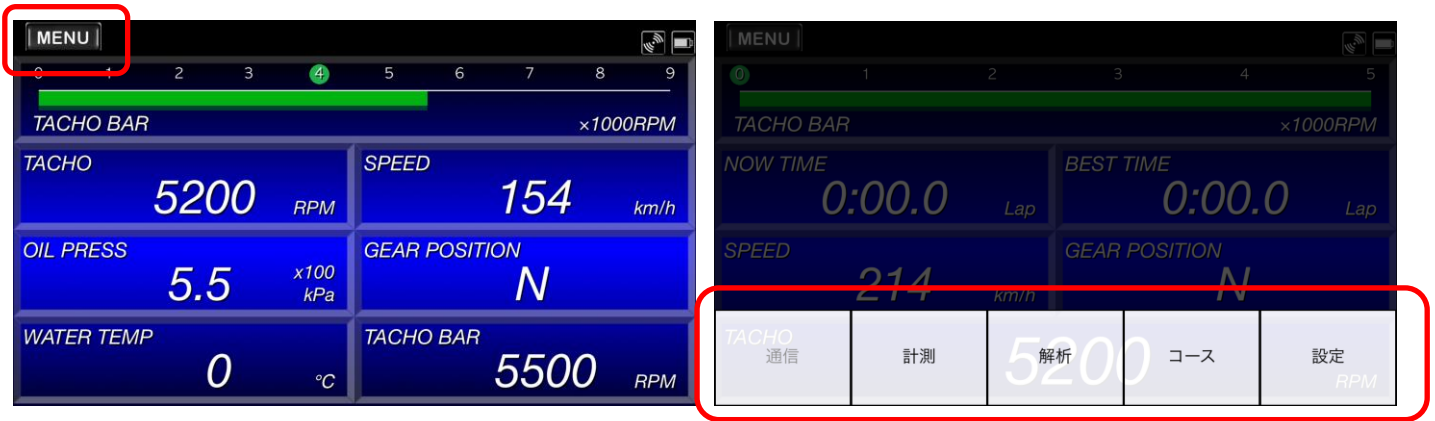 MENU
0 1 2 3 4 5 6 7 8 9
TACHO BAR ×1000RPM
TACHO
5200 RPM
SPEED
154 km/h
OIL PRESS
5.5 x100 kPa
GEAR POSITION
N
WATER TEMP
0 °C
TACHO BAR
5500 RPM
MENU
0 1 2 3 4 5
TACHO BAR ×1000RPM
NOW TIME
0:00.0 Lap
BEST TIME
0:00.0 Lap
SPEED
214 km/h
GEAR POSITION
N
TACHO
5200 RPM
通信 計測 解析 コース 設定